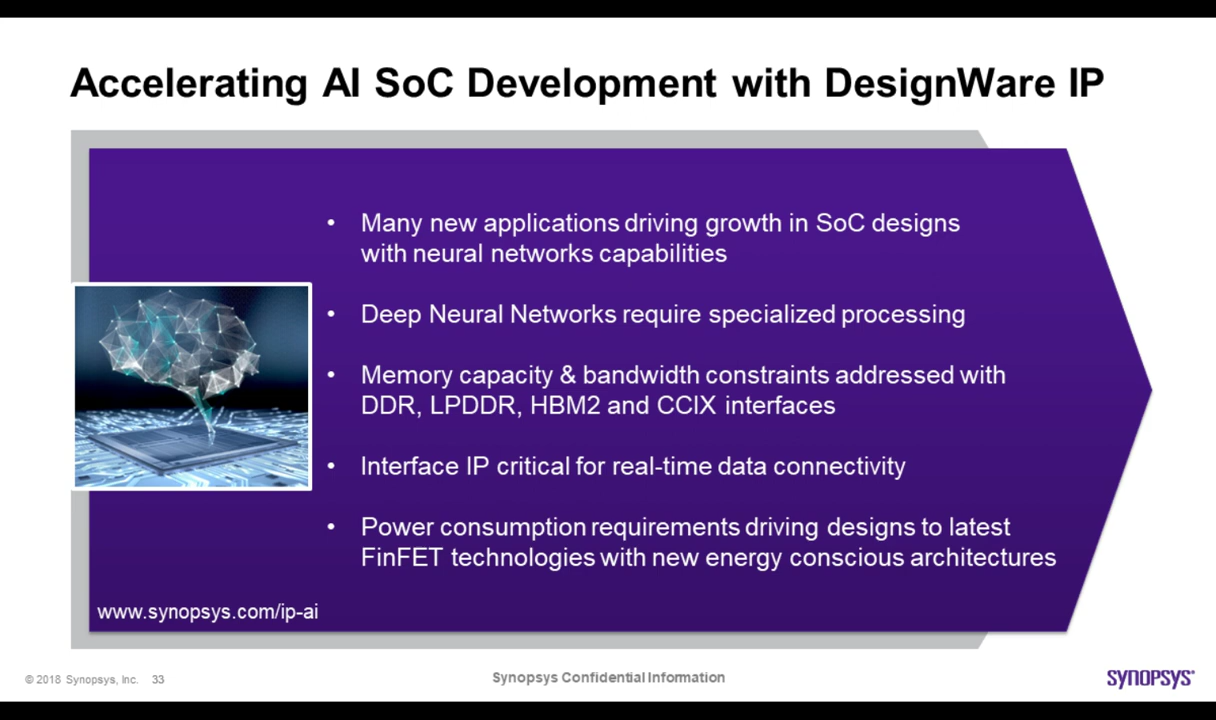 Accelerating AI SoC Development with DesignWare IP
• Many new applications driving growth in SoC designs
with neural networks capabilities
• Deep Neural Networks require specialized processing
• Memory capacity & bandwidth constraints addressed with
DDR, LPDDR, HBM2 and CCIX interfaces
• Interface IP critical for real-time data connectivity
• Power consumption requirements driving designs to latest
FinFET technologies with new energy conscious architectures
www.synopsys.com/ip-ai
© 2018 Synopsys, Inc. 33
Synopsys Confidential Information
SYNOPSYS®